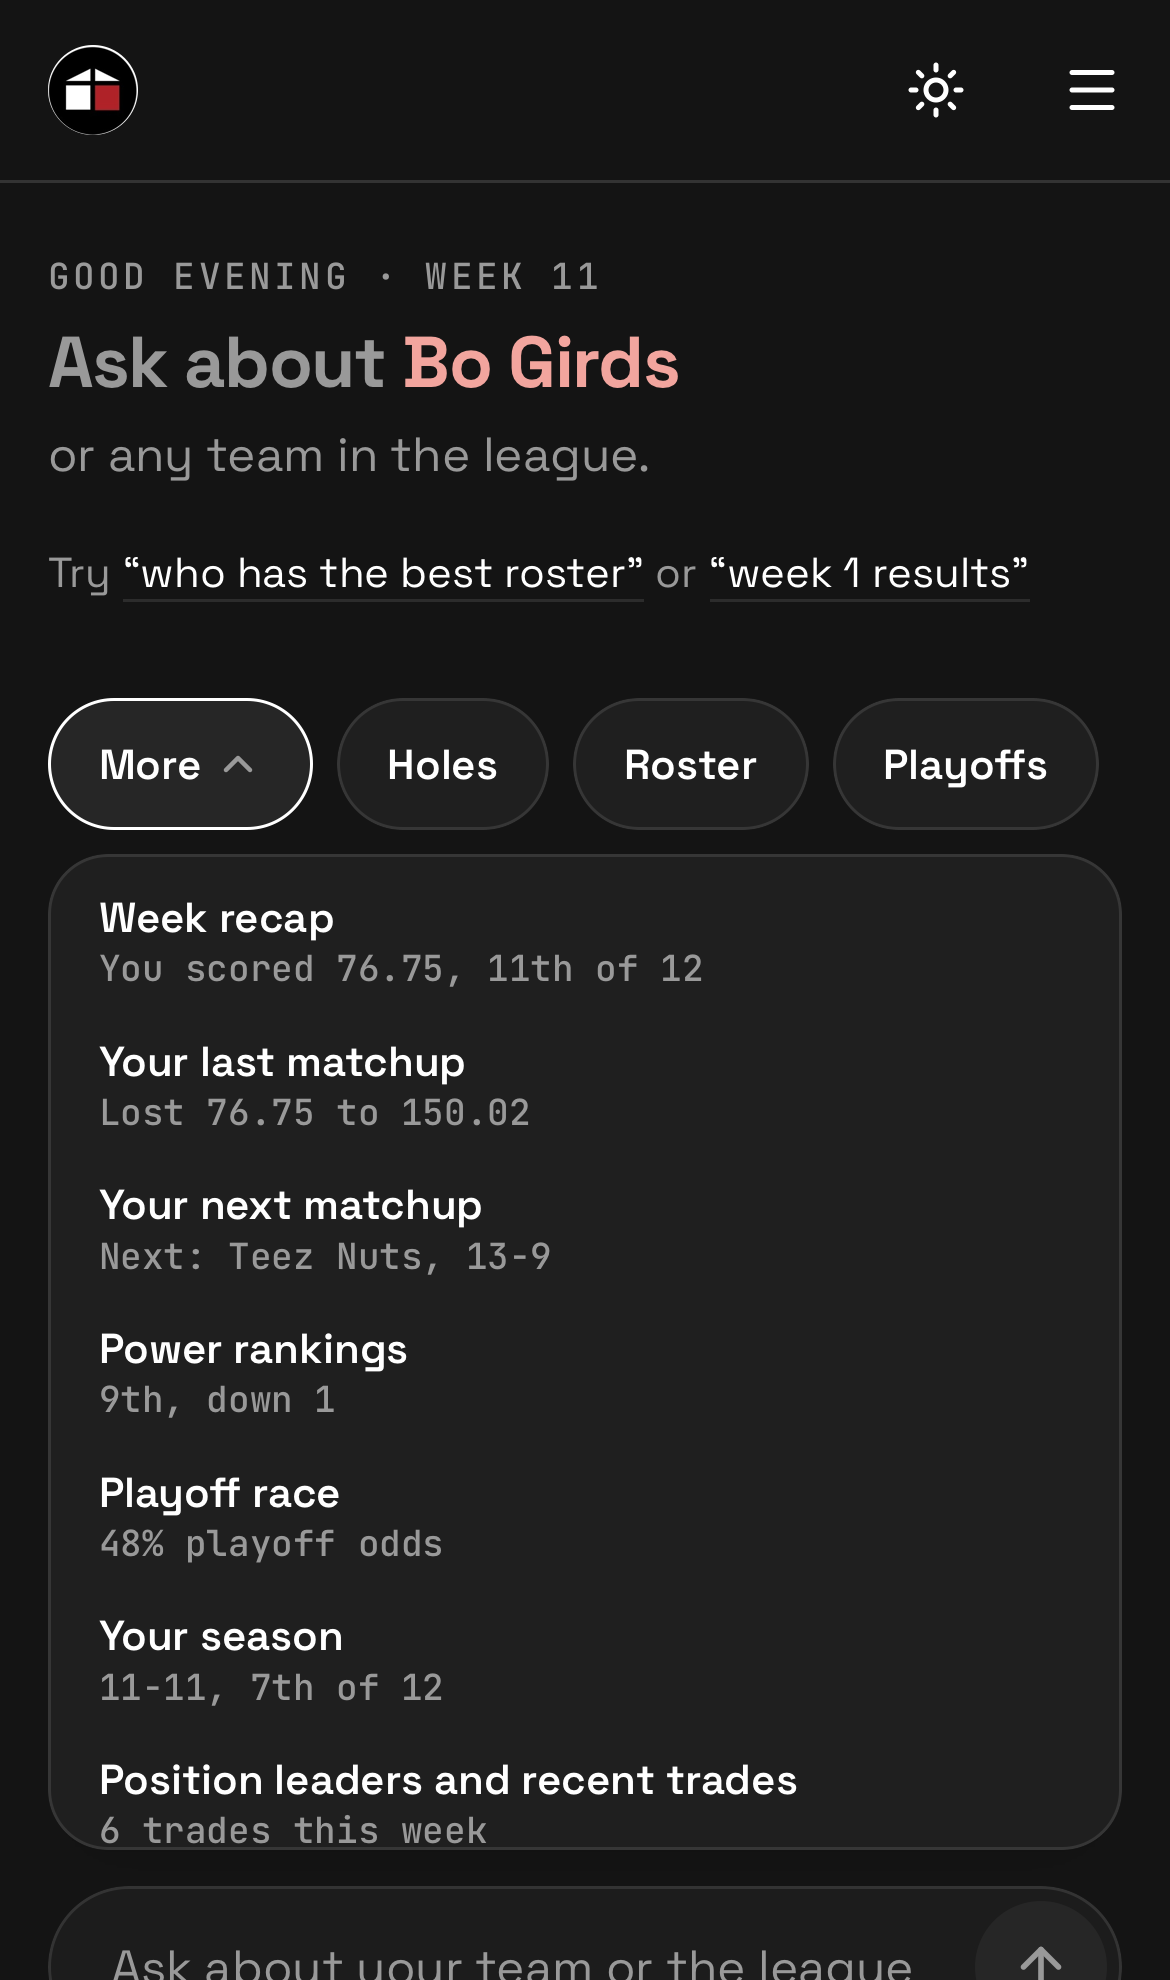 GOOD EVENING · WEEK 11
Ask about Bo Girds
or any team in the league.
Try “who has the best roster” or “week 1 results”
More Holes Roster Playoffs
Week recap
You scored 76.75, 11th of 12
Your last matchup
Lost 76.75 to 150.02
Your next matchup
Next: Teez Nuts, 13-9
Power rankings
9th, down 1
Playoff race
48% playoff odds
Your season
11-11, 7th of 12
Position leaders and recent trades
6 trades this week
Ask about your team or the league